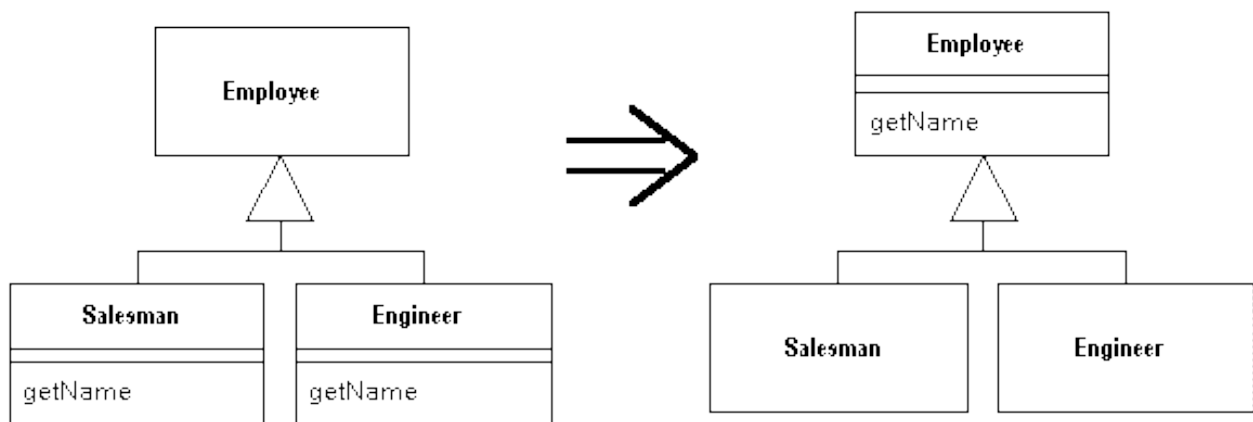 Employee
Salesman
Engineer
getName
getName
Employee
getName
Salesman
Engineer